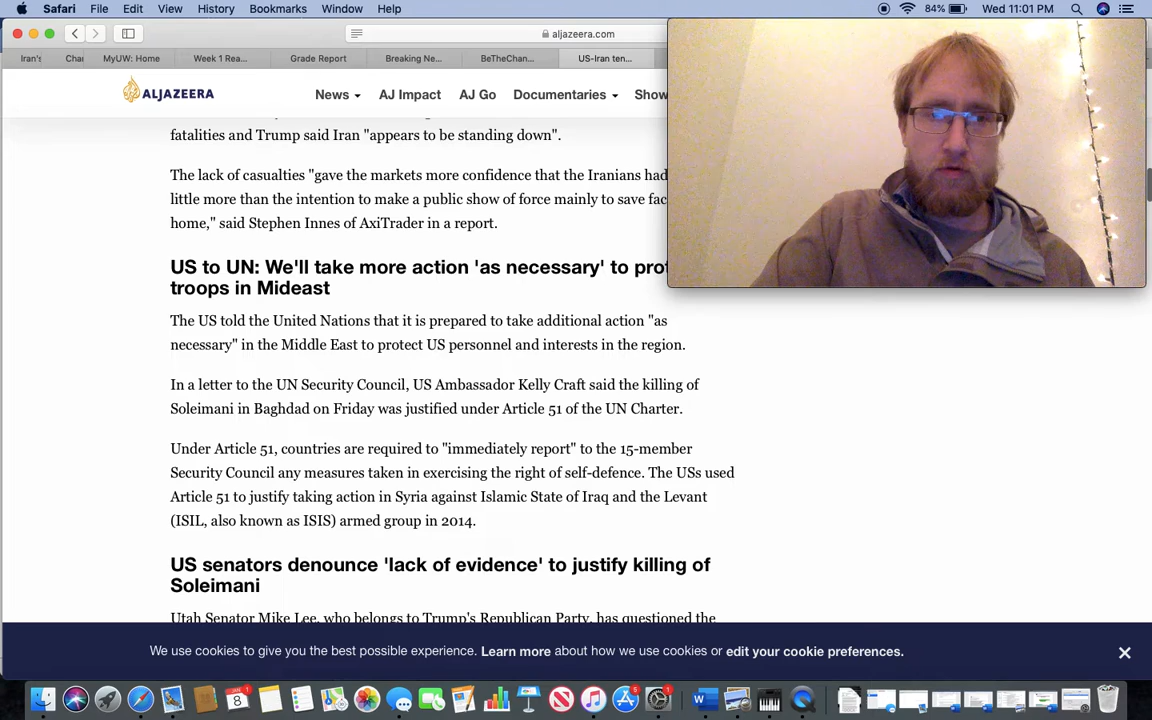 Safari File Edit View History Bookmarks Window Help 84% Wed 11:01 PM
aljazeera.com
Iran's Cha MyUW: Home Week 1 Rea... Grade Report Breaking Ne... BeTheChan... US-Iran ten...
ALJAZEERA News AJ Impact AJ Go Documentaries Show
fatalities and Trump said Iran "appears to be standing down".
The lack of casualties "gave the markets more confidence that the Iranians had
little more than the intention to make a public show of force mainly to save fac
home," said Stephen Innes of AxiTrader in a report.
US to UN: We'll take more action 'as necessary' to prot
troops in Mideast
The US told the United Nations that it is prepared to take additional action "as
necessary" in the Middle East to protect US personnel and interests in the region.
In a letter to the UN Security Council, US Ambassador Kelly Craft said the killing of
Soleimani in Baghdad on Friday was justified under Article 51 of the UN Charter.
Under Article 51, countries are required to "immediately report" to the 15-member
Security Council any measures taken in exercising the right of self-defence. The USs used
Article 51 to justify taking action in Syria against Islamic State of Iraq and the Levant
(ISIL, also known as ISIS) armed group in 2014.
US senators denounce 'lack of evidence' to justify killing of
Soleimani
Utah Senator Mike Lee, who belongs to Trump's Republican Party, has questioned the
We use cookies to give you the best possible experience. Learn more about how we use cookies or edit your cookie preferences.
JAN 8 1 5 1 W